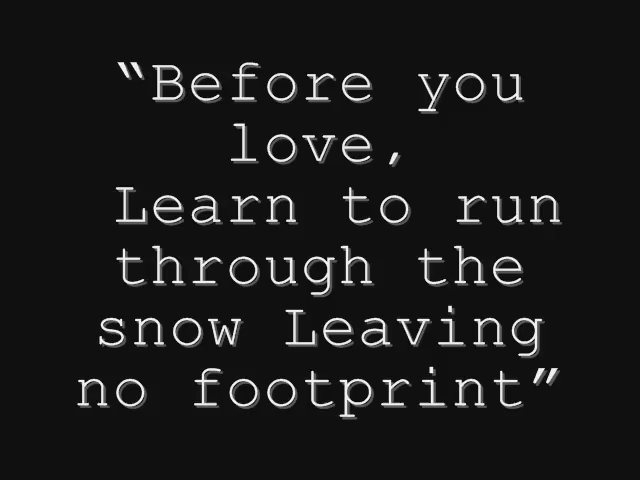 “Before you
love,
Learn to run
through the
snow Leaving
no footprint”